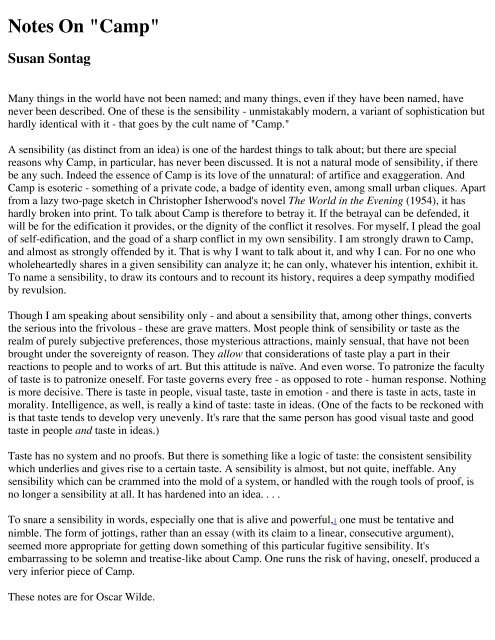 Notes On "Camp"
Susan Sontag
Many things in the world have not been named; and many things, even if they have been named, have
never been described. One of these is the sensibility - unmistakably modern, a variant of sophistication but
hardly identical with it - that goes by the cult name of "Camp."
A sensibility (as distinct from an idea) is one of the hardest things to talk about; but there are special
reasons why Camp, in particular, has never been discussed. It is not a natural mode of sensibility, if there
be any such. Indeed the essence of Camp is its love of the unnatural: of artifice and exaggeration. And
Camp is esoteric - something of a private code, a badge of identity even, among small urban cliques. Apart
from a lazy two-page sketch in Christopher Isherwood's novel The World in the Evening (1954), it has
hardly broken into print. To talk about Camp is therefore to betray it. If the betrayal can be defended, it
will be for the edification it provides, or the dignity of the conflict it resolves. For myself, I plead the goal
of self-edification, and the goad of a sharp conflict in my own sensibility. I am strongly drawn to Camp,
and almost as strongly offended by it. That is why I want to talk about it, and why I can. For no one who
wholeheartedly shares in a given sensibility can analyze it; he can only, whatever his intention, exhibit it.
To name a sensibility, to draw its contours and to recount its history, requires a deep sympathy modified
by revulsion.
Though I am speaking about sensibility only - and about a sensibility that, among other things, converts
the serious into the frivolous - these are grave matters. Most people think of sensibility or taste as the
realm of purely subjective preferences, those mysterious attractions, mainly sensual, that have not been
brought under the sovereignty of reason. They allow that considerations of taste play a part in their
reactions to people and to works of art. But this attitude is naïve. And even worse. To patronize the faculty
of taste is to patronize oneself. For taste governs every free - as opposed to rote - human response. Nothing
is more decisive. There is taste in people, visual taste, taste in emotion - and there is taste in acts, taste in
morality. Intelligence, as well, is really a kind of taste: taste in ideas. (One of the facts to be reckoned with
is that taste tends to develop very unevenly. It's rare that the same person has good visual taste and good
taste in people and taste in ideas.)
Taste has no system and no proofs. But there is something like a logic of taste: the consistent sensibility
which underlies and gives rise to a certain taste. A sensibility is almost, but not quite, ineffable. Any
sensibility which can be crammed into the mold of a system, or handled with the rough tools of proof, is
no longer a sensibility at all. It has hardened into an idea. . . .
To snare a sensibility in words, especially one that is alive and powerful,1 one must be tentative and
nimble. The form of jottings, rather than an essay (with its claim to a linear, consecutive argument),
seemed more appropriate for getting down something of this particular fugitive sensibility. It's
embarrassing to be solemn and treatise-like about Camp. One runs the risk of having, oneself, produced a
very inferior piece of Camp.
These notes are for Oscar Wilde.